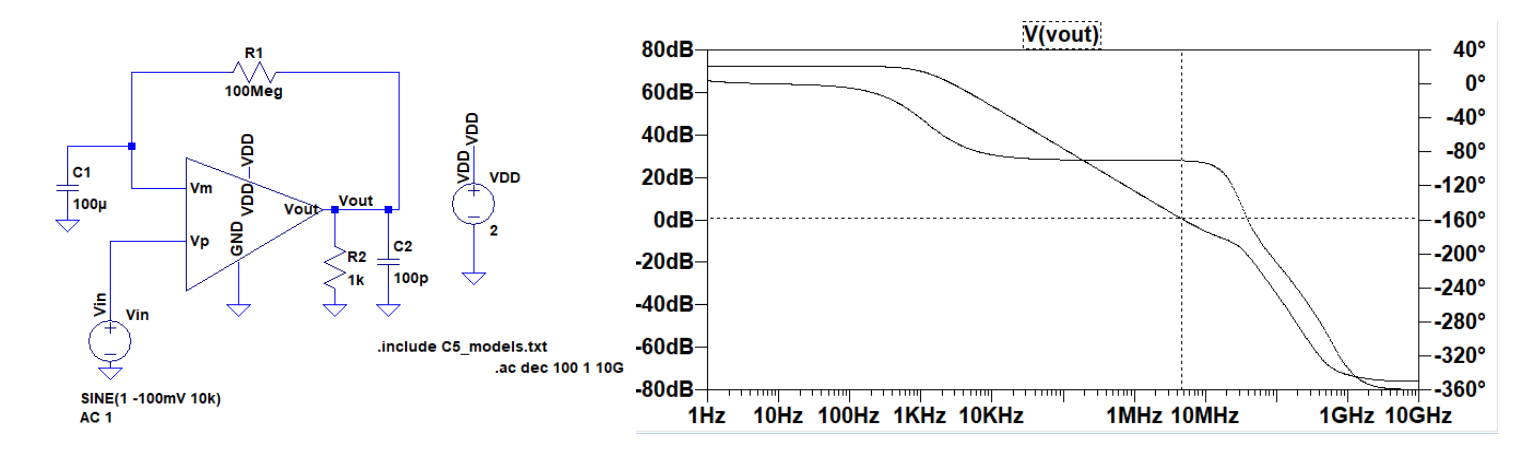 R1
100Meg
C1
100µ
VDD
Vm
Vout
Vout
VDD
Vp
GND
R2
1k
C2
100p
Vin
Vin
SINE(1 -100mV 10k)
AC 1
VDD
VDD
VDD
2
.include C5_models.txt
.ac dec 100 1 10G
V(vout)
80dB
60dB
40dB
20dB
0dB
-20dB
-40dB
-60dB
-80dB
40°
0°
-40°
-80°
-120°
-160°
-200°
-240°
-280°
-320°
-360°
1Hz 10Hz 100Hz 1KHz 10KHz 1MHz 10MHz 1GHz 10GHz